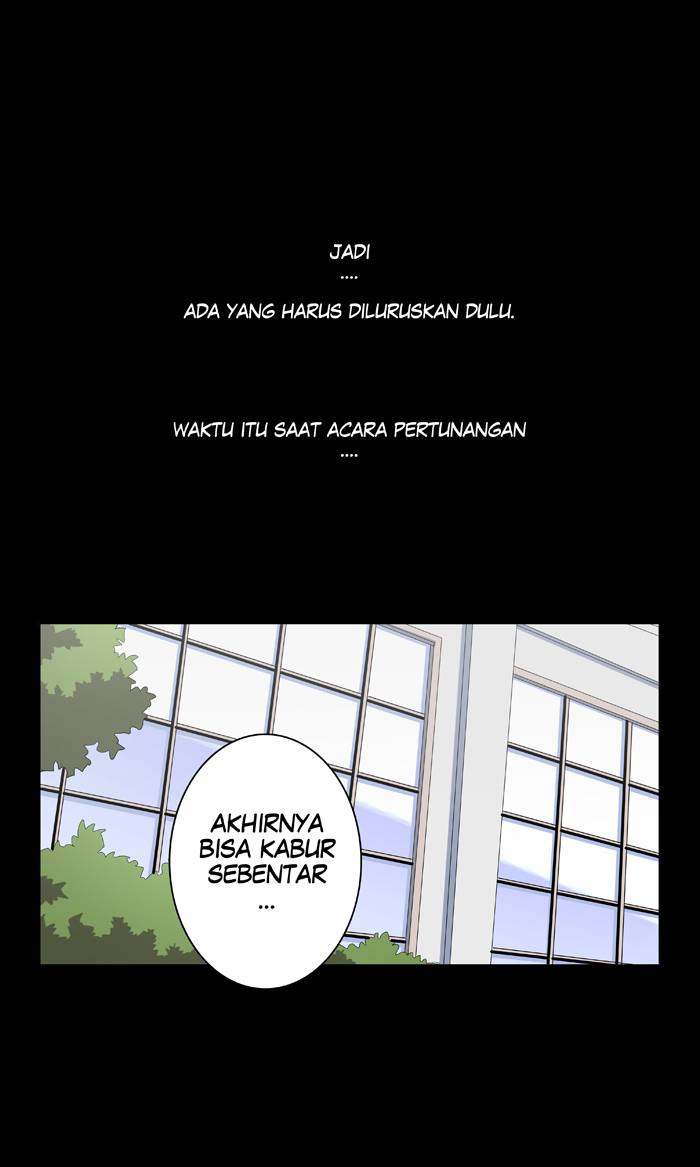 JADI
....
ADA YANG HARUS DILURUSKAN DULU.
WAKTU ITU SAAT ACARA PERTUNANGAN
....
AKHIRNYA
BISA KABUR
SEBENTAR
...